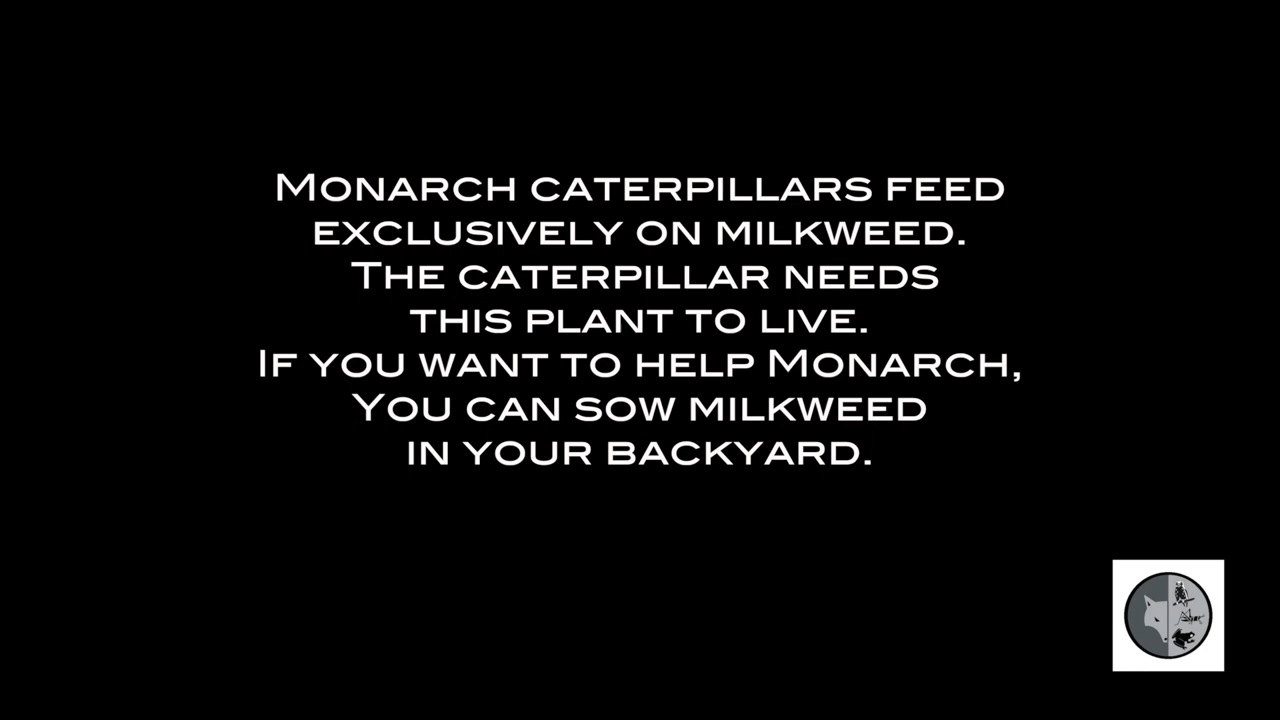 Monarch caterpillars feed
exclusively on milkweed.
The caterpillar needs
this plant to live.
If you want to help Monarch,
You can sow milkweed
in your backyard.